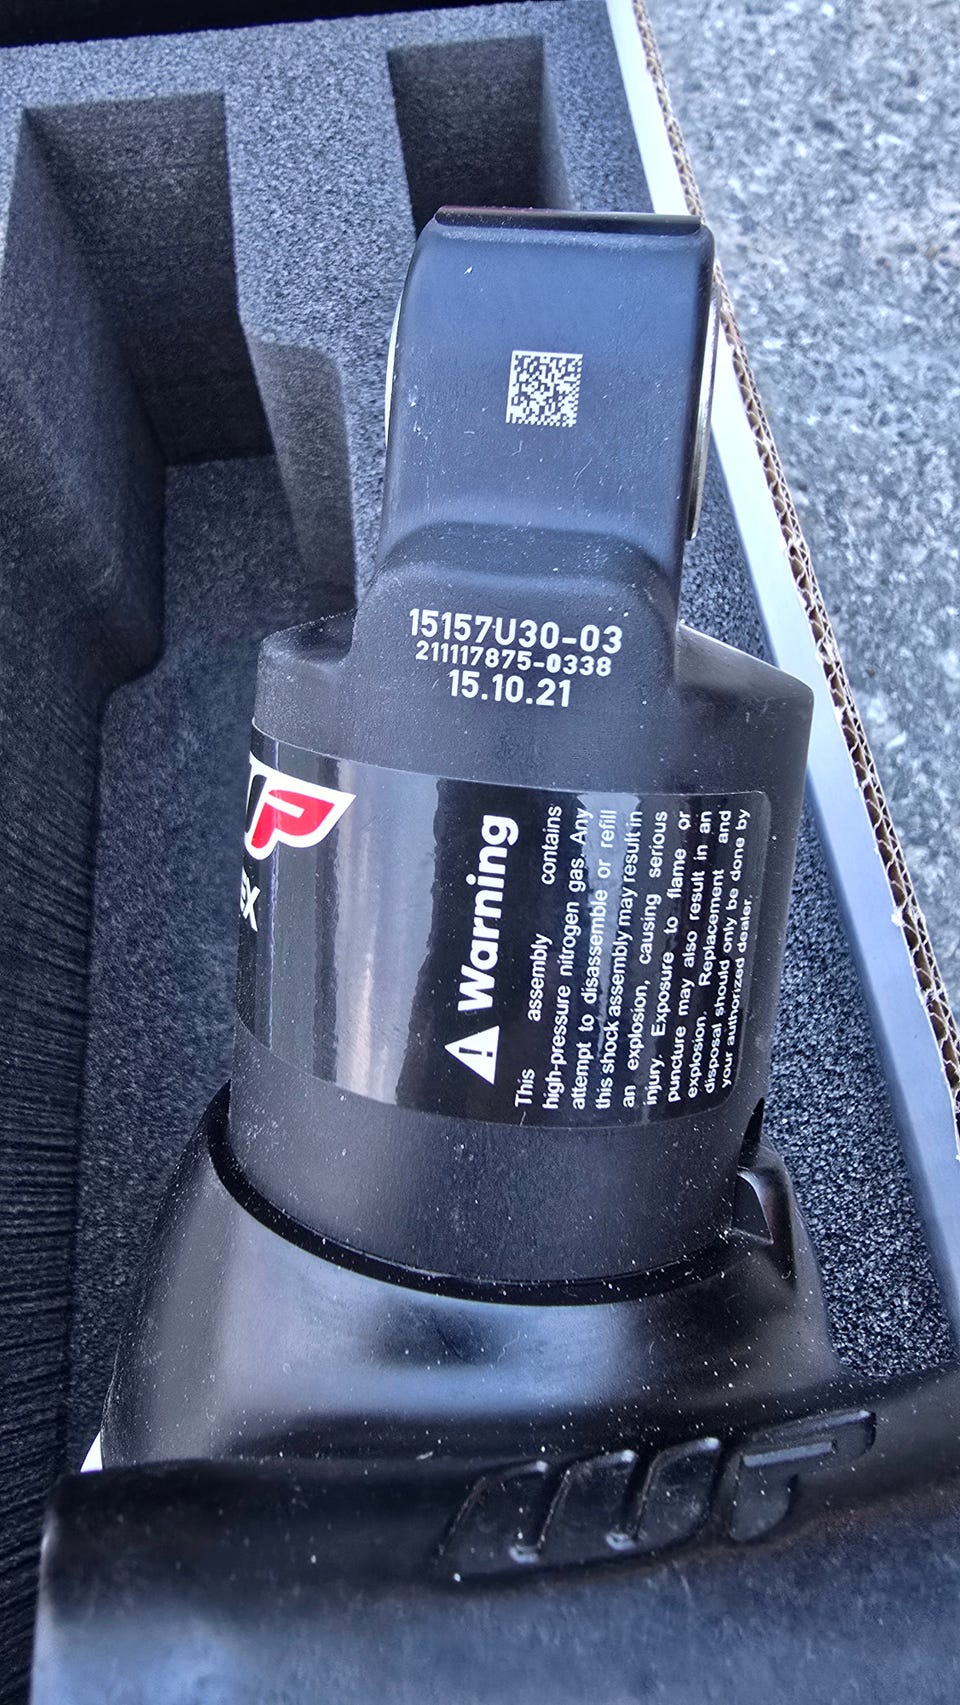 15157U30-03
211117875-0338
15.10.21
P
EX
Warning
This assembly contains
high-pressure nitrogen gas. Any
attempt to disassemble or refill
this shock assembly may result in
an explosion, causing serious
injury. Exposure to flame or
puncture may also result in an
explosion. Replacement and
disposal should only be done by
your authorized dealer.
WP